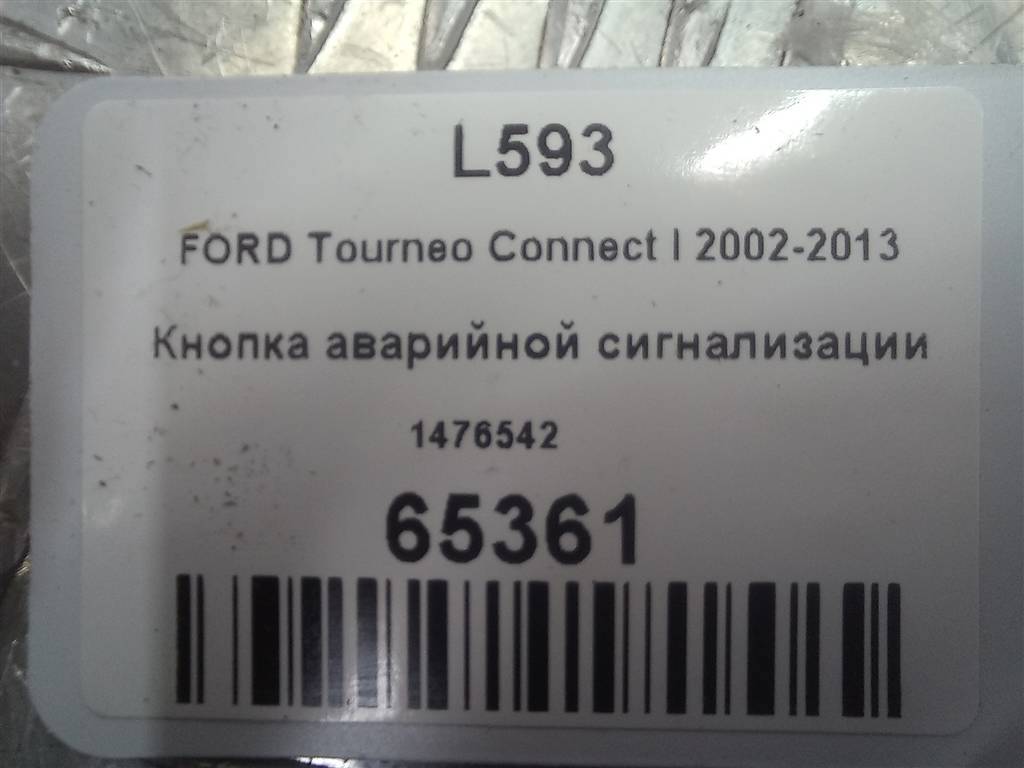 L593
FORD Tourneo Connect I 2002-2013
Кнопка аварийной сигнализации
1476542
65361